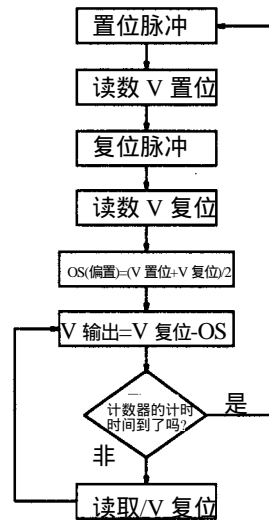 置位脉冲
读数 V 置位
复位脉冲
读数 V 复位
OS(偏置)=(V 置位+V 复位)/2
V 输出=V 复位-OS
计数器的计时
时间到了吗?
是
非
读取/V 复位